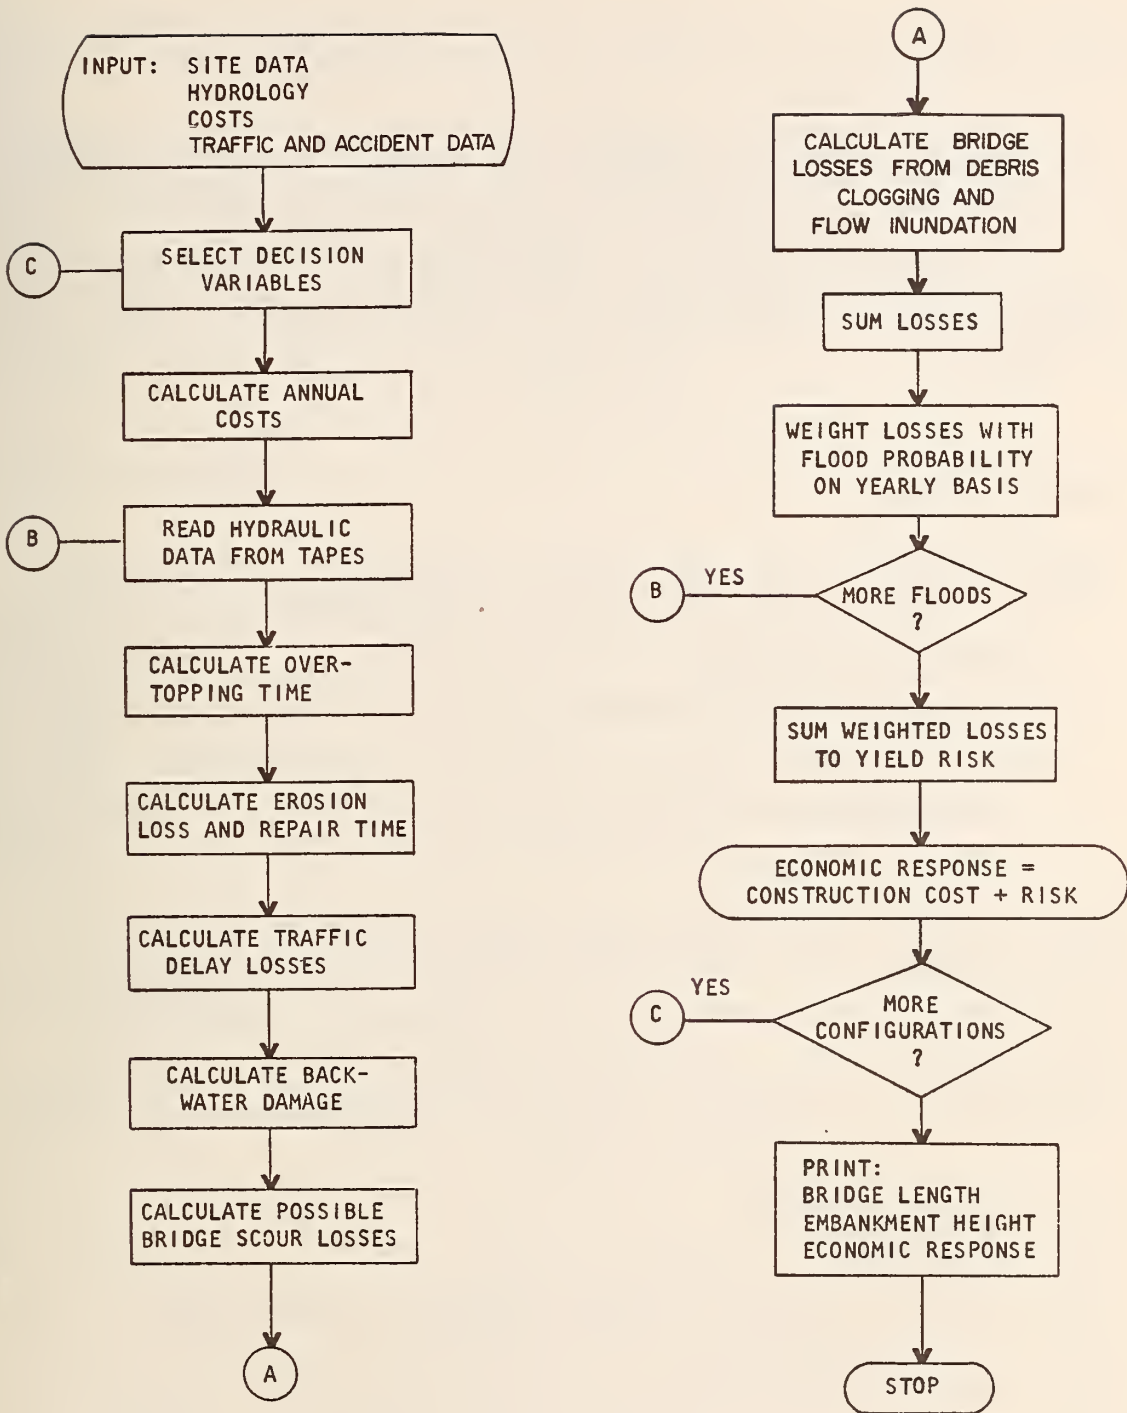 INPUT: SITE DATA
HYDROLOGY
COSTS
TRAFFIC AND ACCIDENT DATA
C
SELECT DECISION
VARIABLES
CALCULATE ANNUAL
COSTS
B
READ HYDRAULIC
DATA FROM TAPES
CALCULATE OVER-
TOPPING TIME
CALCULATE EROSION
LOSS AND REPAIR TIME
CALCULATE TRAFFIC
DELAY LOSSES
CALCULATE BACK-
WATER DAMAGE
CALCULATE POSSIBLE
BRIDGE SCOUR LOSSES
A
A
CALCULATE BRIDGE
LOSSES FROM DEBRIS
CLOGGING AND
FLOW INUNDATION
SUM LOSSES
WEIGHT LOSSES WITH
FLOOD PROBABILITY
ON YEARLY BASIS
B
YES
MORE FLOODS
?
SUM WEIGHTED LOSSES
TO YIELD RISK
ECONOMIC RESPONSE =
CONSTRUCTION COST + RISK
C
YES
MORE
CONFIGURATIONS
?
PRINT:
BRIDGE LENGTH
EMBANKMENT HEIGHT
ECONOMIC RESPONSE
STOP